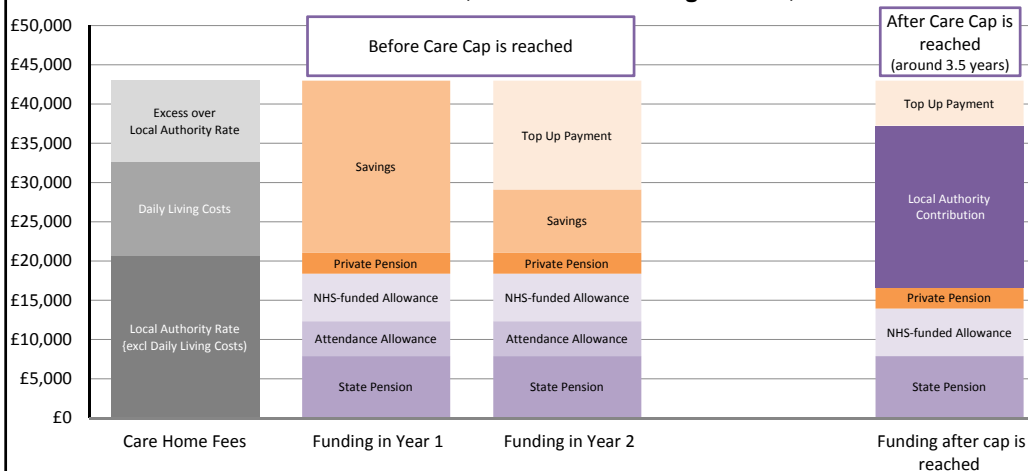 £50,000
£45,000
£40,000
£35,000
£30,000
£25,000
£20,000
£15,000
£10,000
£5,000
£0
Before Care Cap is reached
After Care Cap is
reached
(around 3.5 years)
Excess over
Local Authority Rate
Daily Living Costs
Local Authority Rate
{excl Daily Living Costs)
Savings
Private Pension
NHS-funded Allowance
Attendance Allowance
State Pension
Top Up Payment
Savings
Private Pension
NHS-funded Allowance
Attendance Allowance
State Pension
Top Up Payment
Local Authority
Contribution
Private Pension
NHS-funded Allowance
State Pension
Care Home Fees
Funding in Year 1
Funding in Year 2
Funding after cap is
reached